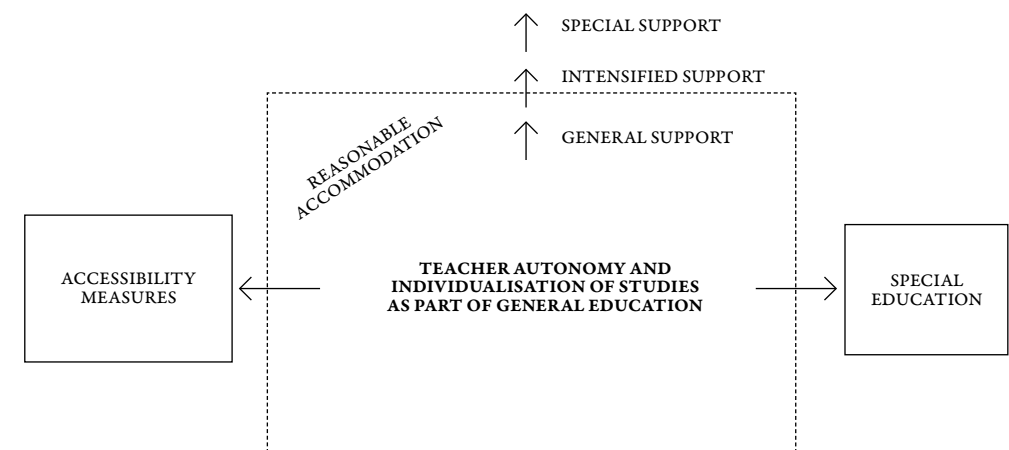 SPECIAL SUPPORT
INTENSIFIED SUPPORT
GENERAL SUPPORT
REASONABLE
ACCOMMODATION
ACCESSIBILITY
MEASURES
TEACHER AUTONOMY AND
INDIVIDUALISATION OF STUDIES
AS PART OF GENERAL EDUCATION
SPECIAL
EDUCATION